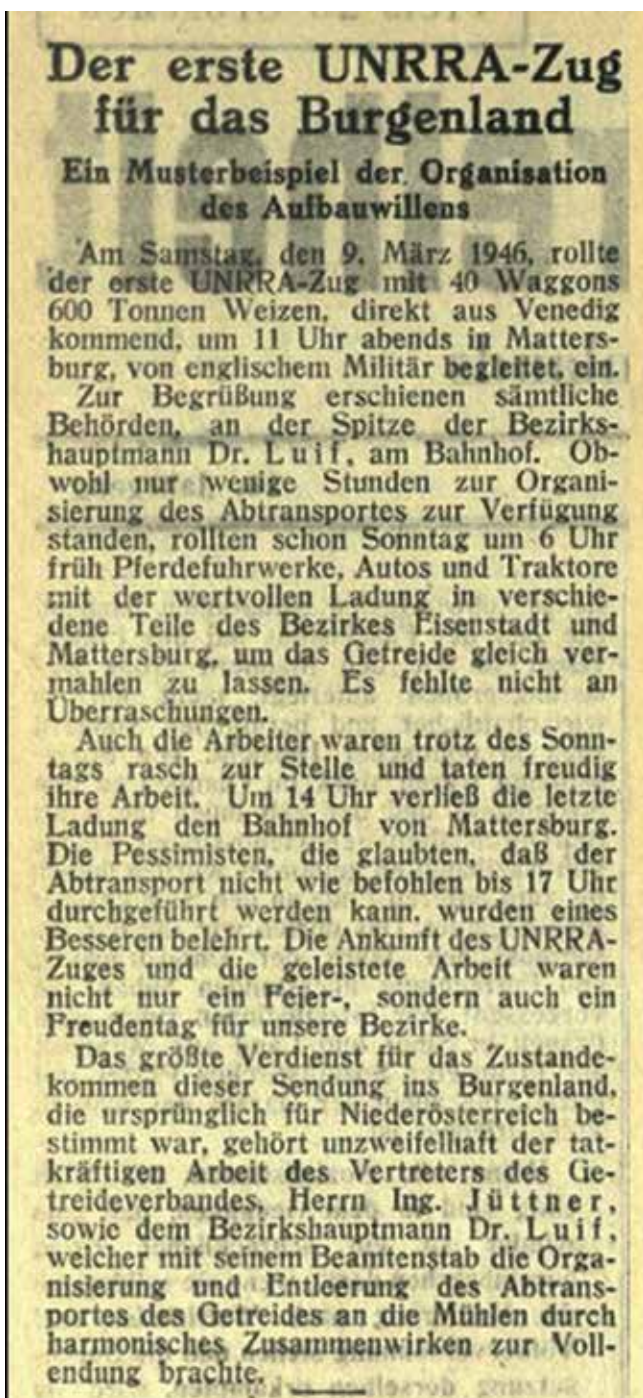 Der erste UNRRA-Zug
für das Burgenland
Ein Musterbeispiel der Organisation
des Aufbauwillens
Am Samstag, den 9. März 1946, rollte
der erste UNRRA-Zug mit 40 Waggons
600 Tonnen Weizen, direkt aus Venedig
kommend, um 11 Uhr abends in Matters-
burg, von englischem Militär begleitet, ein.
Zur Begrüßung erschienen sämtliche
Behörden, an der Spitze der Bezirks-
hauptmann Dr. Luif, am Bahnhof. Ob-
wohl nur wenige Stunden zur Organi-
sierung des Abtransportes zur Verfügung
standen, rollten schon Sonntag um 6 Uhr
früh Pferdefuhrwerke, Autos und Traktore
mit der wertvollen Ladung in verschie-
dene Teile des Bezirkes Eisenstadt und
Mattersburg, um das Getreide gleich ver-
mahlen zu lassen. Es fehlte nicht an
Überraschungen.
Auch die Arbeiter waren trotz des Sonn-
tags rasch zur Stelle und taten freudig
ihre Arbeit. Um 14 Uhr verließ die letzte
Ladung den Bahnhof von Mattersburg.
Die Pessimisten, die glaubten, daß der
Abtransport nicht wie befohlen bis 17 Uhr
durchgeführt werden kann, wurden eines
Besseren belehrt. Die Ankunft des UNRRA-
Zuges und die geleistete Arbeit waren
nicht nur ein Feier-, sondern auch ein
Freudentag für unsere Bezirke.
Das größte Verdienst für das Zustande-
kommen dieser Sendung ins Burgenland,
die ursprünglich für Niederösterreich be-
stimmt war, gehört unzweifelhaft der tat-
kräftigen Arbeit des Vertreters des Ge-
treideverbandes, Herrn Ing. Jüttner,
sowie dem Bezirkshauptmann Dr. Luif,
welcher mit seinem Beamtenstab die Orga-
nisierung und Entleerung des Abtrans-
portes des Getreides an die Mühlen durch
harmonisches Zusammenwirken zur Voll-
endung brachte.